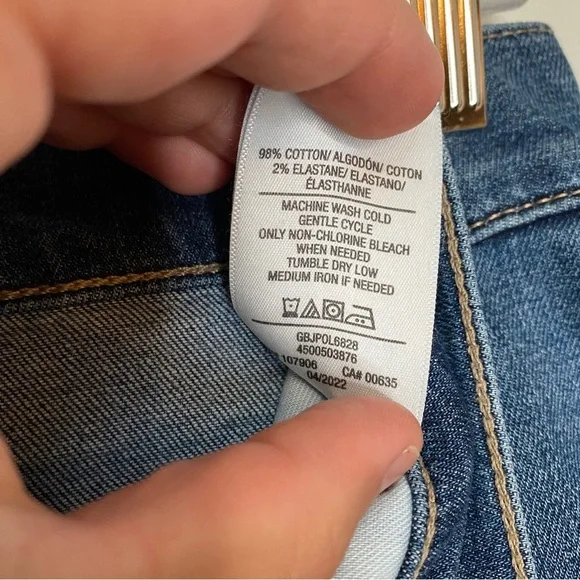 98% COTTON/ ALGODÓN/ COTON
2% ELASTANE/ ELASTANO/
ÉLASTHANNE
MACHINE WASH COLD
GENTLE CYCLE
ONLY NON-CHLORINE BLEACH
WHEN NEEDED
TUMBLE DRY LOW
MEDIUM IRON IF NEEDED
GBJPOL6828
4500503876
107906 CA# 00635
04/2022